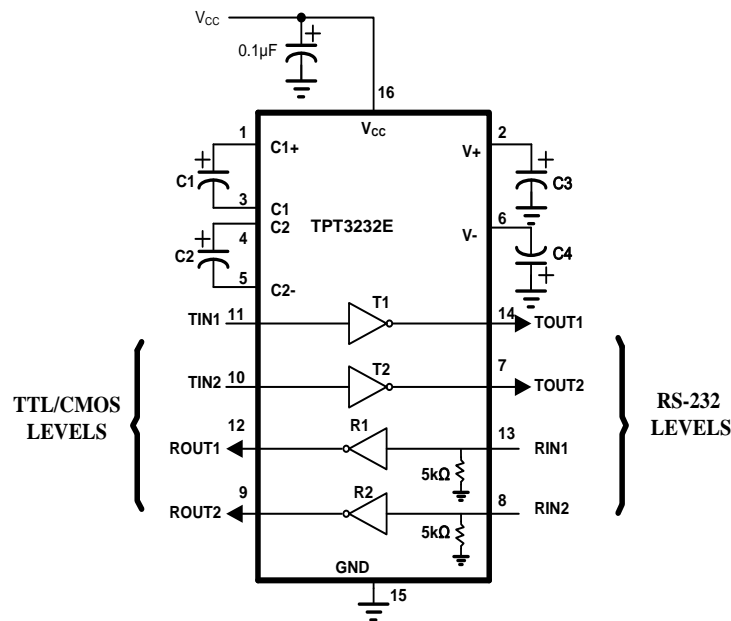 Vcc
+
0.1µF
16
Vcc
1
C1+
+
C1
3
C1
C2
4
+
C2
5
C2-
TPT3232E
2
V+
+
C3
6
V-
C4
+
TIN1
11
T1
14
TOUT1
TIN2
10
T2
7
TOUT2
TTL/CMOS
LEVELS
RS-232
LEVELS
ROUT1
12
R1
13
RIN1
5kΩ
ROUT2
9
R2
8
RIN2
5kΩ
GND
15